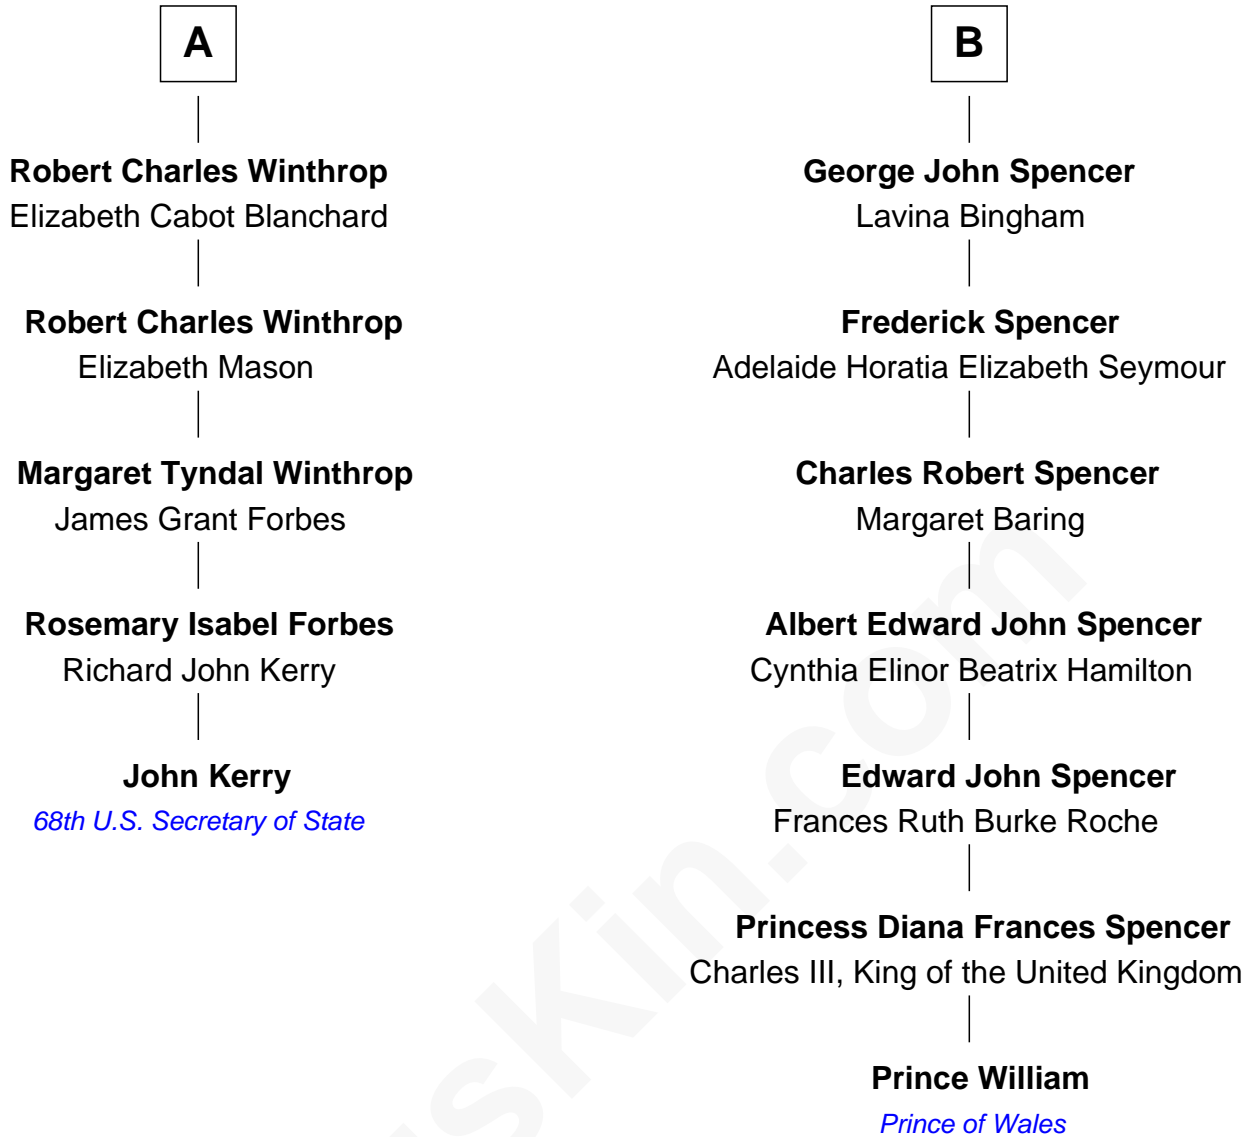 A
Robert Charles Winthrop
Elizabeth Cabot Blanchard
Robert Charles Winthrop
Elizabeth Mason
Margaret Tyndal Winthrop
James Grant Forbes
Rosemary Isabel Forbes
Richard John Kerry
John Kerry
68th U.S. Secretary of State
B
George John Spencer
Lavina Bingham
Frederick Spencer
Adelaide Horatia Elizabeth Seymour
Charles Robert Spencer
Margaret Baring
Albert Edward John Spencer
Cynthia Elinor Beatrix Hamilton
Edward John Spencer
Frances Ruth Burke Roche
Princess Diana Frances Spencer
Charles III, King of the United Kingdom
Prince William
Prince of Wales
sKin.com